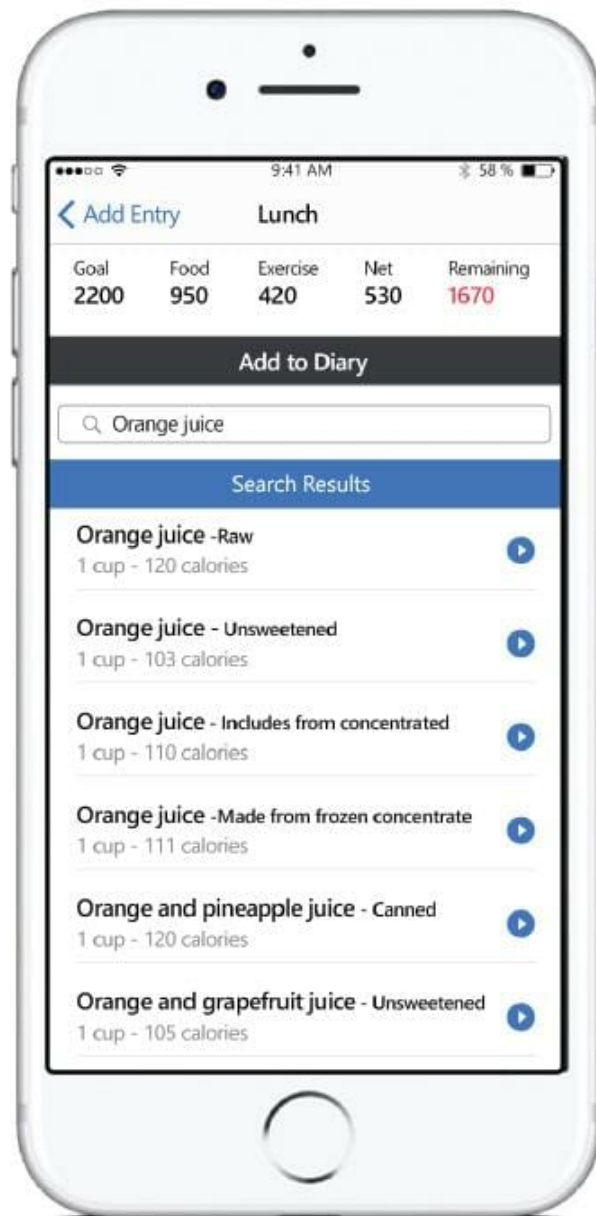 9:41 AM 58 %
Add Entry Lunch
Goal Food Exercise Net Remaining
2200 950 420 530 1670
Add to Diary
Orange juice
Search Results
Orange juice -Raw
1 cup - 120 calories
Orange juice - Unsweetened
1 cup - 103 calories
Orange juice - Includes from concentrated
1 cup - 110 calories
Orange juice -Made from frozen concentrate
1 cup - 111 calories
Orange and pineapple juice - Canned
1 cup - 120 calories
Orange and grapefruit juice - Unsweetened
1 cup - 105 calories